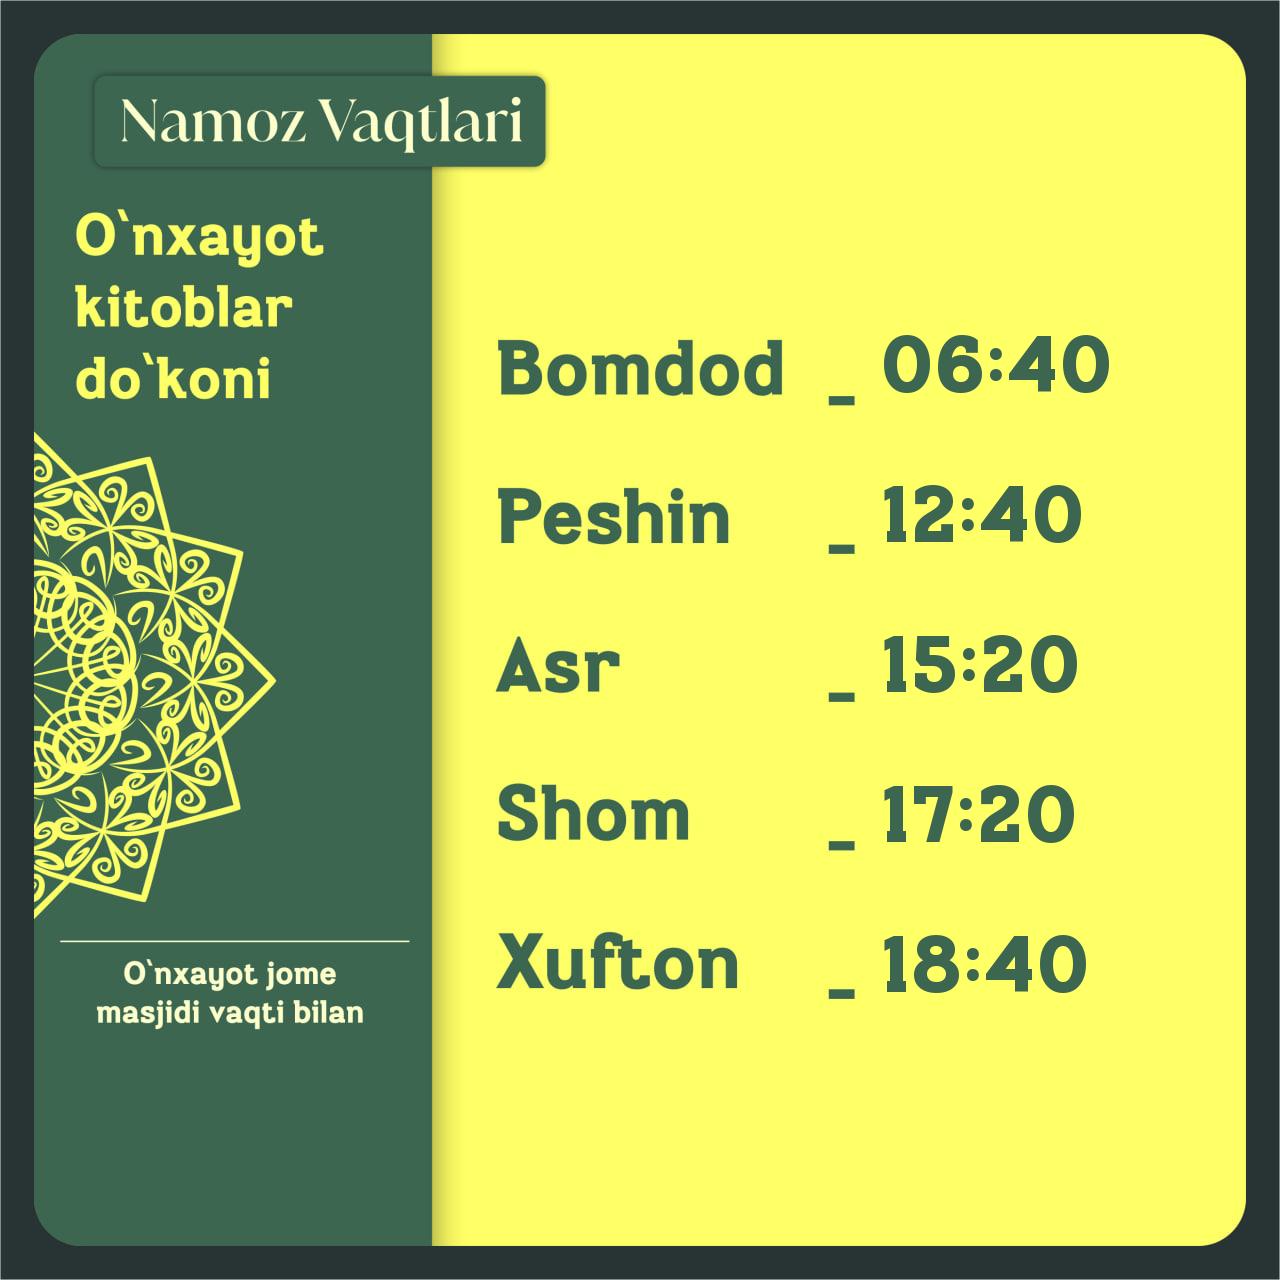 Namoz Vaqtlari
O`nxayot
kitoblar
do`koni
Bomdod _ 06:40
Peshin _ 12:40
Asr _ 15:20
Shom _ 17:20
Xufton _ 18:40
O`nxayot jome
masjidi vaqti bilan